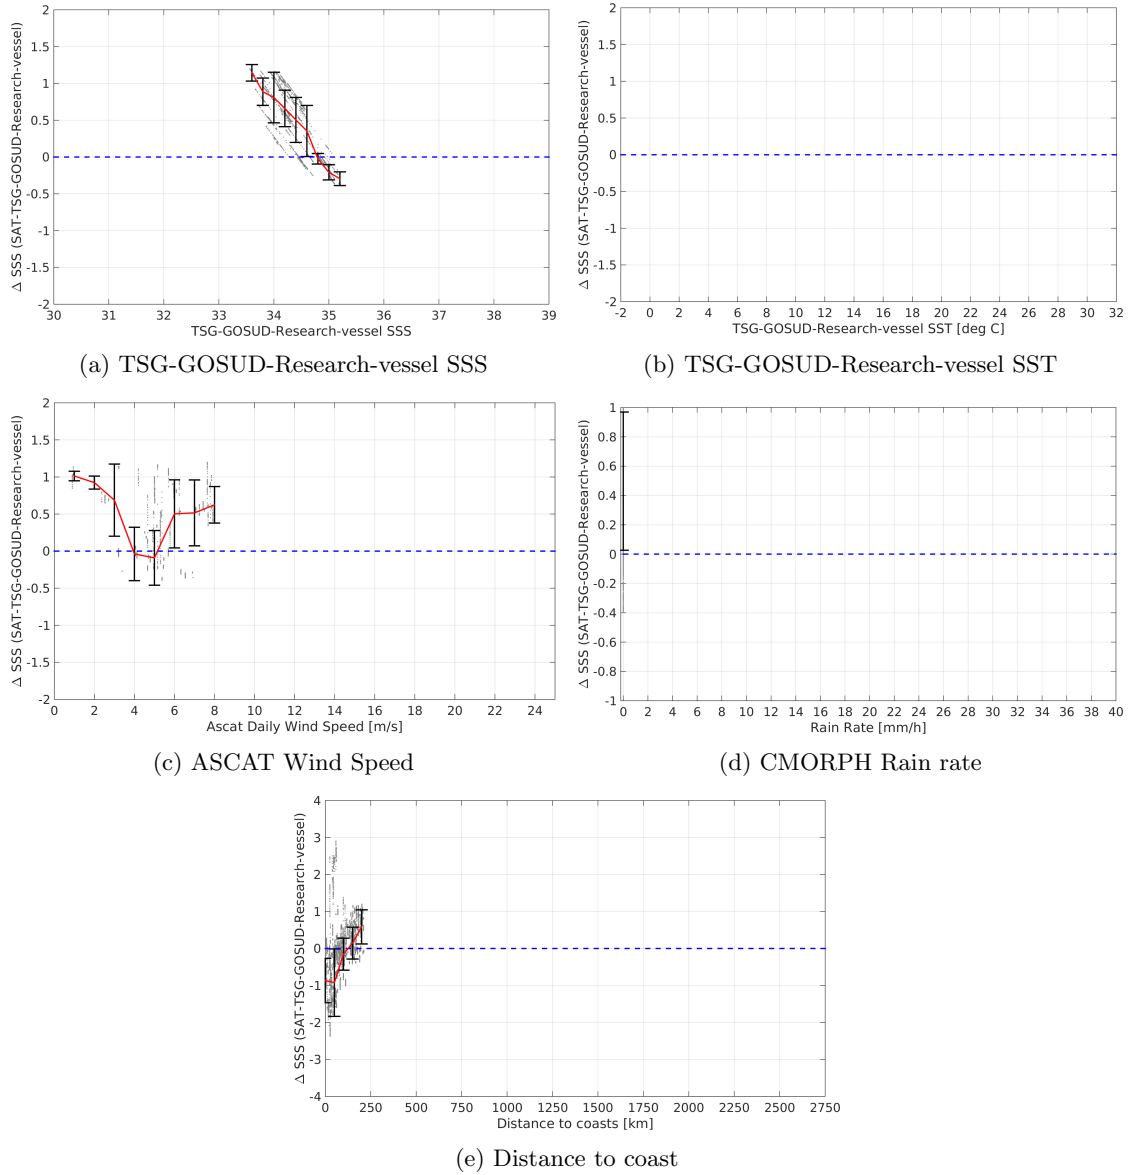 2
1.5
1
0.5
0
-0.5
-1
-1.5
-2
Δ SSS (SAT-TSG-GOSUD-Research-vessel)
30 31 32 33 34 35 36 37 38 39
TSG-GOSUD-Research-vessel SSS
(a) TSG-GOSUD-Research-vessel SSS
2
1.5
1
0.5
0
-0.5
-1
-1.5
-2
Δ SSS (SAT-TSG-GOSUD-Research-vessel)
-2 0 2 4 6 8 10 12 14 16 18 20 22 24 26 28 30 32
TSG-GOSUD-Research-vessel SST [deg C]
(b) TSG-GOSUD-Research-vessel SST
2
1.5
1
0.5
0
-0.5
-1
-1.5
-2
Δ SSS (SAT-TSG-GOSUD-Research-vessel)
0 2 4 6 8 10 12 14 16 18 20 22 24
Ascat Daily Wind Speed [m/s]
(c) ASCAT Wind Speed
1
0.8
0.6
0.4
0.2
0
-0.2
-0.4
-0.6
-0.8
-1
Δ SSS (SAT-TSG-GOSUD-Research-vessel)
0 2 4 6 8 10 12 14 16 18 20 22 24 26 28 30 32 34 36 38 40
Rain Rate [mm/h]
(d) CMORPH Rain rate
4
3
2
1
0
-1
-2
-3
-4
Δ SSS (SAT-TSG-GOSUD-Research-vessel)
0 250 500 750 1000 1250 1500 1750 2000 2250 2500 2750
Distance to coasts [km]
(e) Distance to coast